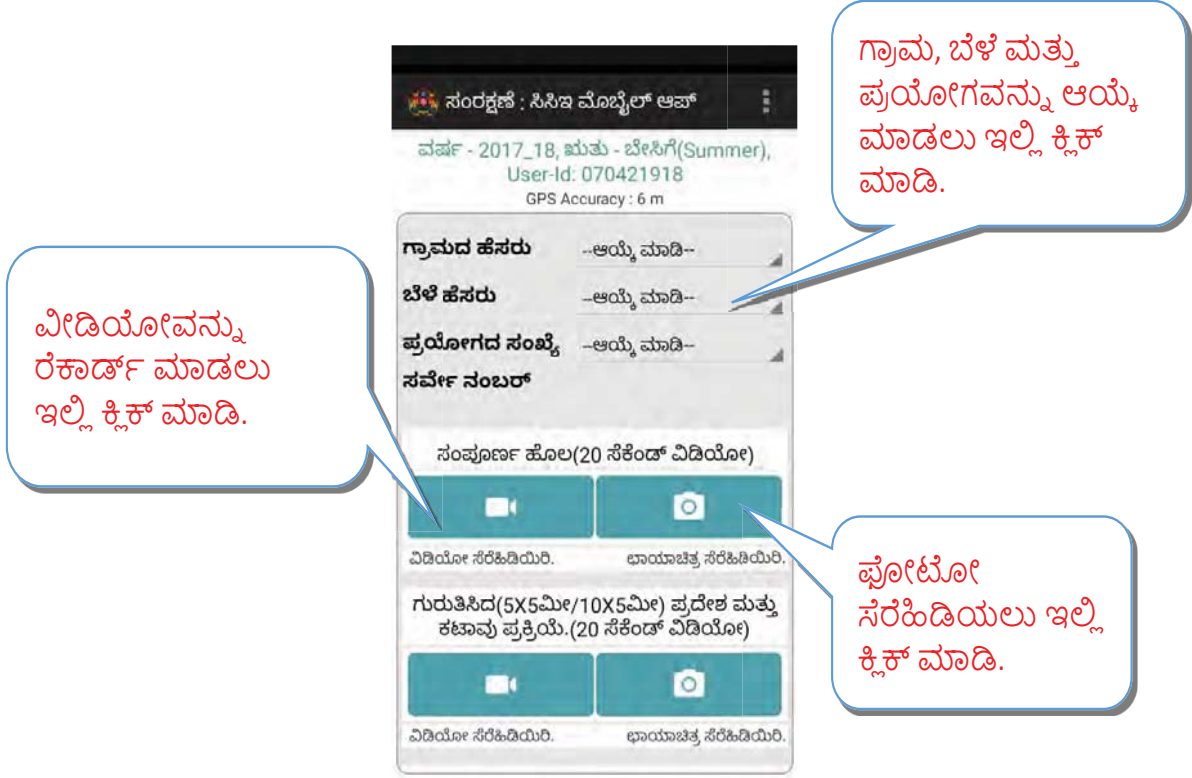 ಗ್ರಾಮ, ಬೆಳೆ ಮತ್ತು
ಪ್ರಯೋಗವನ್ನು ಆಯ್ಕೆ
ಮಾಡಲು ಇಲ್ಲಿ ಕ್ಲಿಕ್
ಮಾಡಿ.
ಸಂರಕ್ಷಣೆ : ಸಿಸಿಇ ಮೊಬೈಲ್ ಆಪ್
ವರ್ಷ - 2017_18, ಋತು - ಬೇಸಿಗೆ(Summer),
User-Id: 070421918
GPS Accuracy : 6 m
ಗ್ರಾಮದ ಹೆಸರು --ಆಯ್ಕೆ ಮಾಡಿ--
ಬೆಳೆ ಹೆಸರು --ಆಯ್ಕೆ ಮಾಡಿ--
ಪ್ರಯೋಗದ ಸಂಖ್ಯೆ --ಆಯ್ಕೆ ಮಾಡಿ--
ಸರ್ವೇ ನಂಬರ್
ವೀಡಿಯೋವನ್ನು
ರೆಕಾರ್ಡ್ ಮಾಡಲು
ಇಲ್ಲಿ ಕ್ಲಿಕ್ ಮಾಡಿ.
ಸಂಪೂರ್ಣ ಹೊಲ(20 ಸೆಕೆಂಡ್ ವಿಡಿಯೋ)
ವಿಡಿಯೋ ಸೆರೆಹಿಡಿಯಿರಿ. ಛಾಯಾಚಿತ್ರ ಸೆರೆಹಿಡಿಯಿರಿ.
ಗುರುತಿಸಿದ(5X5ಮೀ/10X5ಮೀ) ಪ್ರದೇಶ ಮತ್ತು
ಕಟಾವು ಪ್ರಕ್ರಿಯೆ.(20 ಸೆಕೆಂಡ್ ವಿಡಿಯೋ)
ವಿಡಿಯೋ ಸೆರೆಹಿಡಿಯಿರಿ. ಛಾಯಾಚಿತ್ರ ಸೆರೆಹಿಡಿಯಿರಿ.
ಫೋಟೋ
ಸೆರೆಹಿಡಿಯಲು ಇಲ್ಲಿ
ಕ್ಲಿಕ್ ಮಾಡಿ.